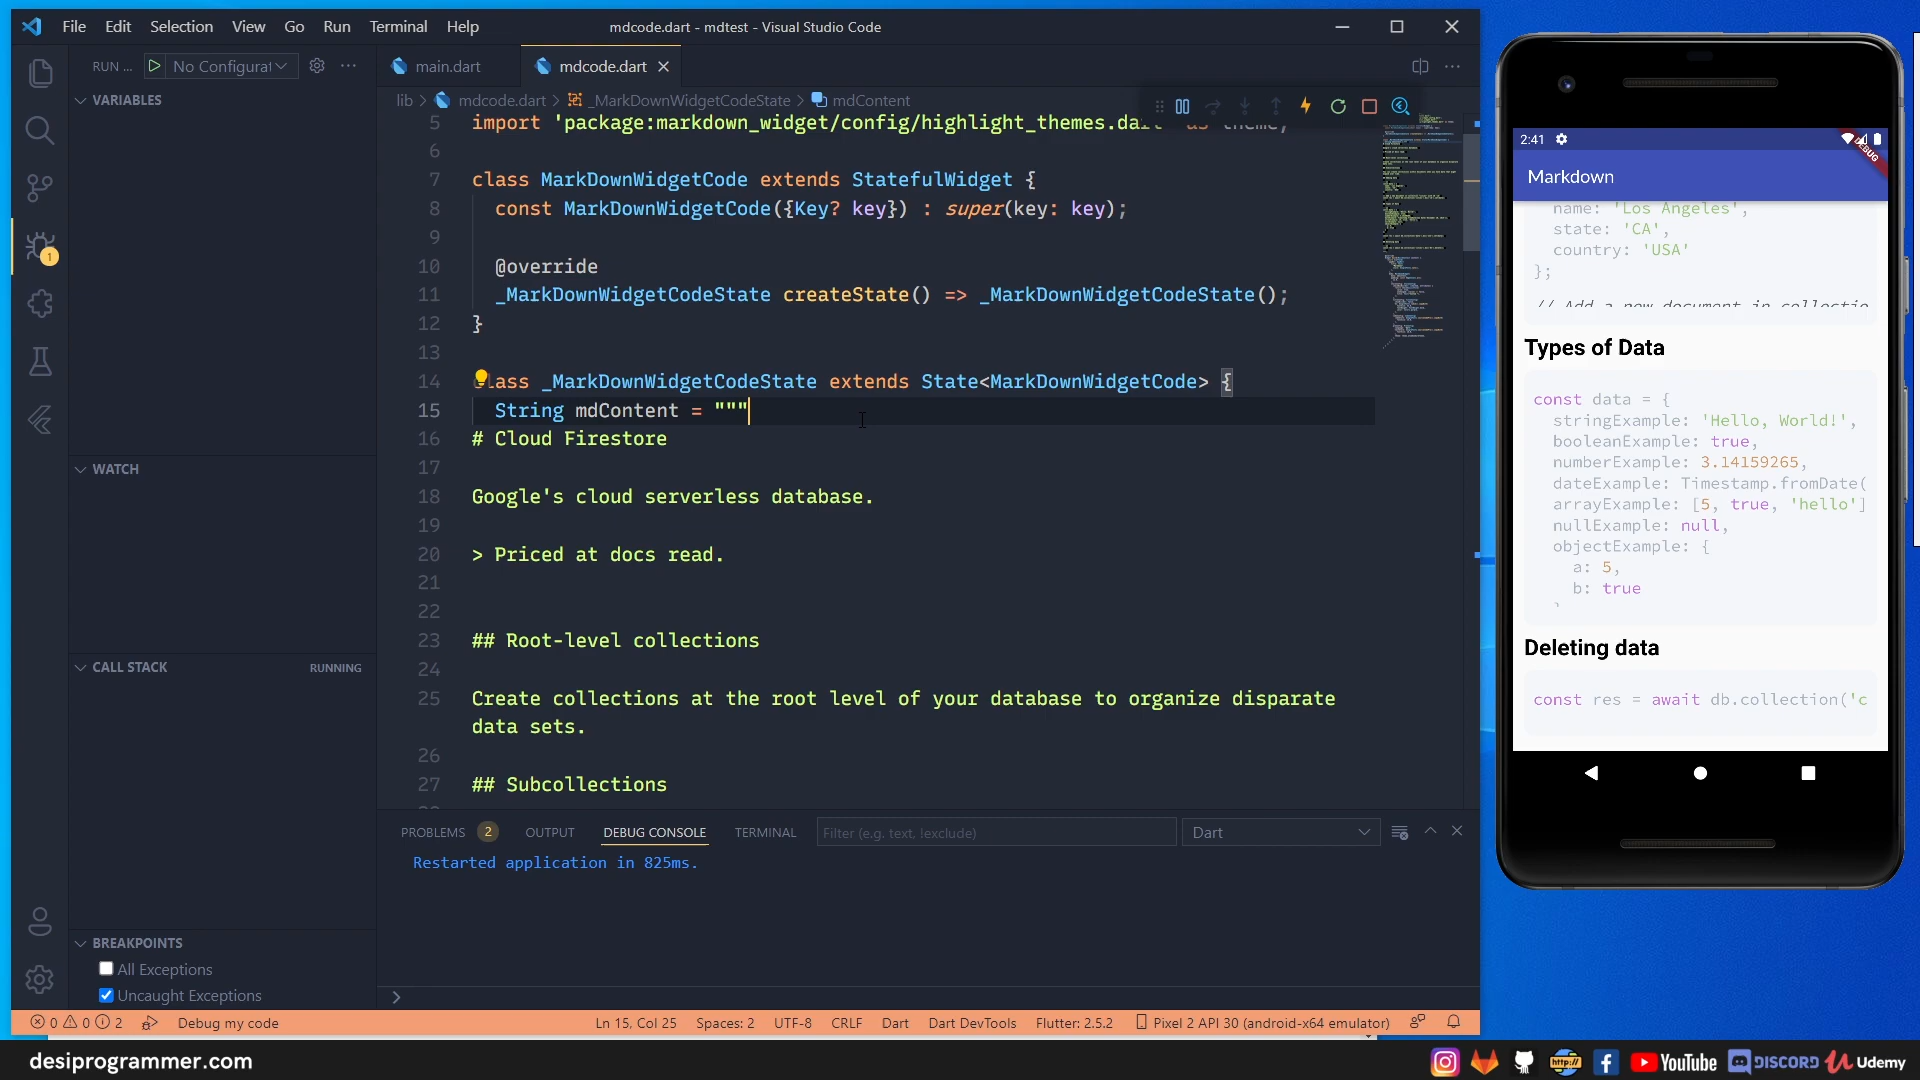 File Edit Selection View Go Run Terminal Help
mdcode.dart - mdtest - Visual Studio Code
RUN ...
No Configurat
main.dart
mdcode.dart
VARIABLES
lib > mdcode.dart > _MarkDownWidgetCodeState > mdContent
5 import 'package:markdown_widget/config/highlight_themes.dart' as theme;
6
7 class MarkDownWidgetCode extends StatefulWidget {
8 const MarkDownWidgetCode({Key? key}) : super(key: key);
9
10 @override
11 _MarkDownWidgetCodeState createState() => _MarkDownWidgetCodeState();
12 }
13
14 class _MarkDownWidgetCodeState extends State<MarkDownWidgetCode> {
15 String mdContent = """
16 # Cloud Firestore
17
18 Google's cloud serverless database.
19
20 > Priced at docs read.
21
22
23 ## Root-level collections
24
25 Create collections at the root level of your database to organize disparate
data sets.
26
27 ## Subcollections
WATCH
CALL STACK
RUNNING
BREAKPOINTS
All Exceptions
Uncaught Exceptions
1
PROBLEMS 2
OUTPUT
DEBUG CONSOLE
TERMINAL
Filter (e.g. text, !exclude)
Dart
Restarted application in 825ms.
0 0 2
Debug my code
Ln 15, Col 25
Spaces: 2
UTF-8
CRLF
Dart
Dart DevTools
Flutter: 2.5.2
Pixel 2 API 30 (android-x64 emulator)
2:41
DEBUG
Markdown
name: 'Los Angeles',
state: 'CA',
country: 'USA'
};
// Add a new document in collectio
Types of Data
const data = {
stringExample: 'Hello, World!',
booleanExample: true,
numberExample: 3.14159265,
dateExample: Timestamp.fromDate(
arrayExample: [5, true, 'hello']
nullExample: null,
objectExample: {
a: 5,
b: true
Deleting data
const res = await db.collection('c
desiprogrammer.com
http://
YouTube
DISCORD
Udemy